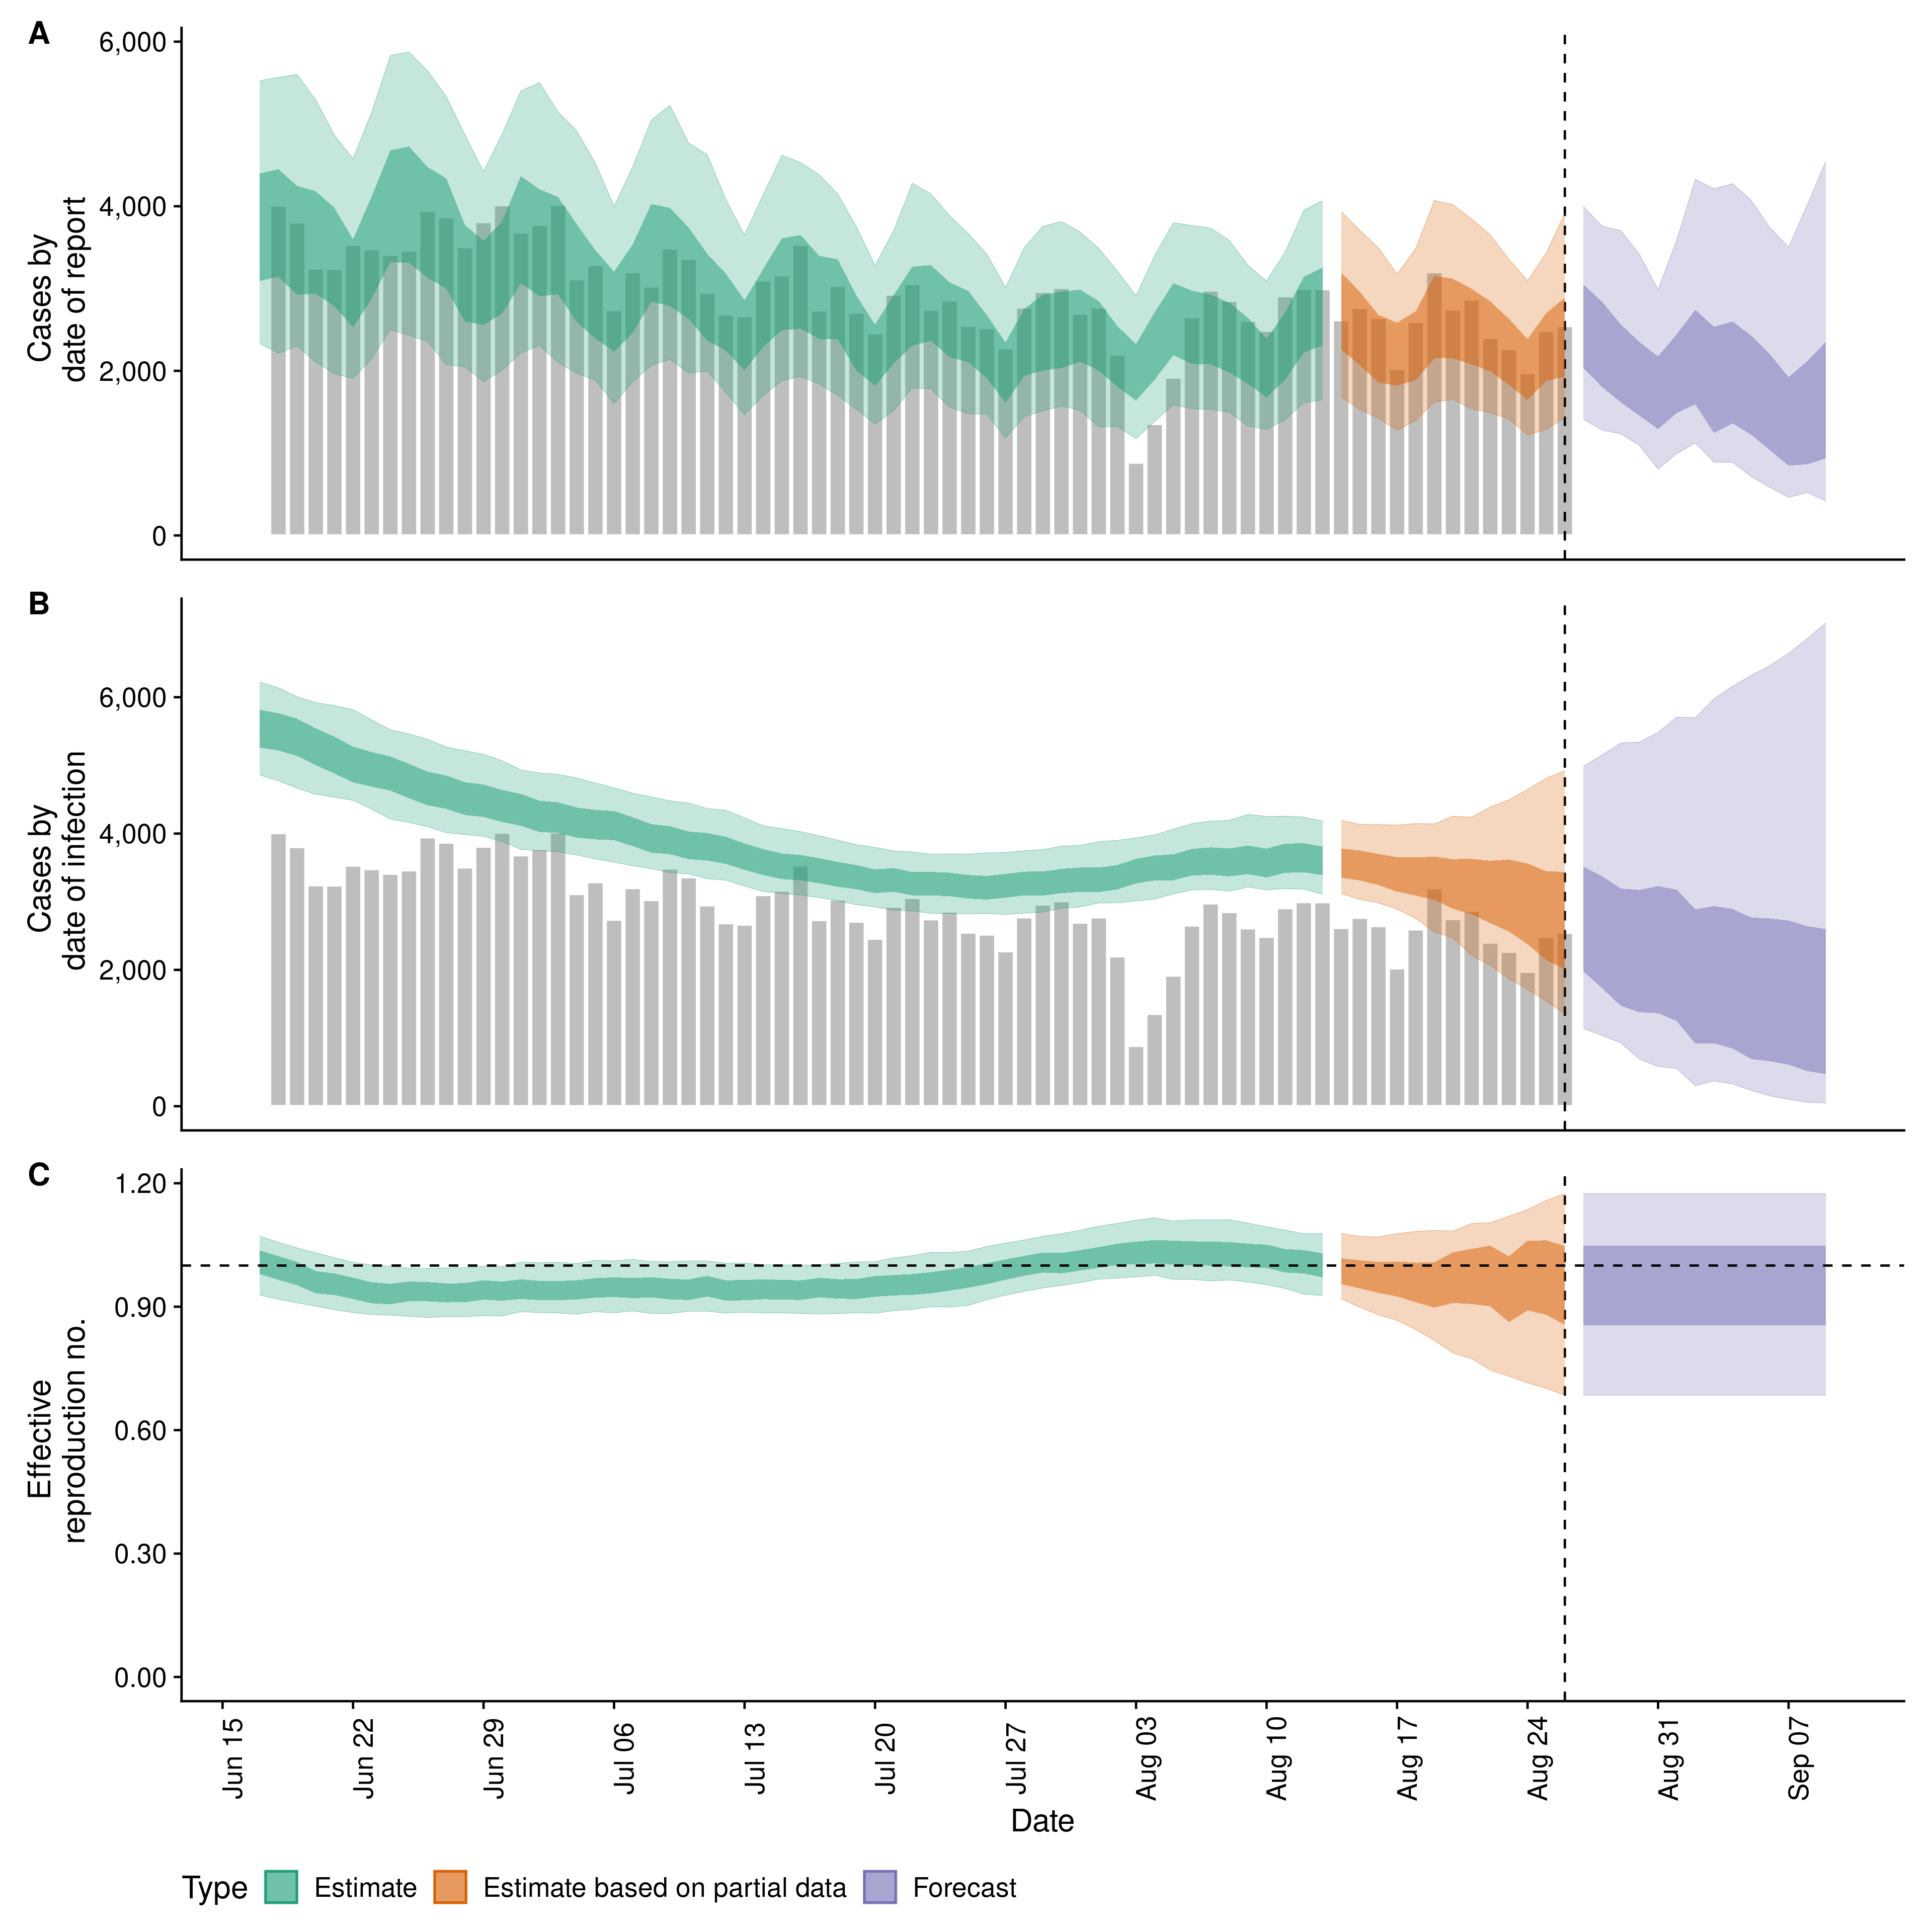 A
6,000
4,000
2,000
0
Cases by
date of report
B
6,000
4,000
2,000
0
Cases by
date of infection
C
1.20
0.90
0.60
0.30
0.00
Effective
reproduction no.
Jun 15
Jun 22
Jun 29
Jul 06
Jul 13
Jul 20
Jul 27
Aug 03
Aug 10
Aug 17
Aug 24
Aug 31
Sep 07
Date
Type Estimate Estimate based on partial data Forecast